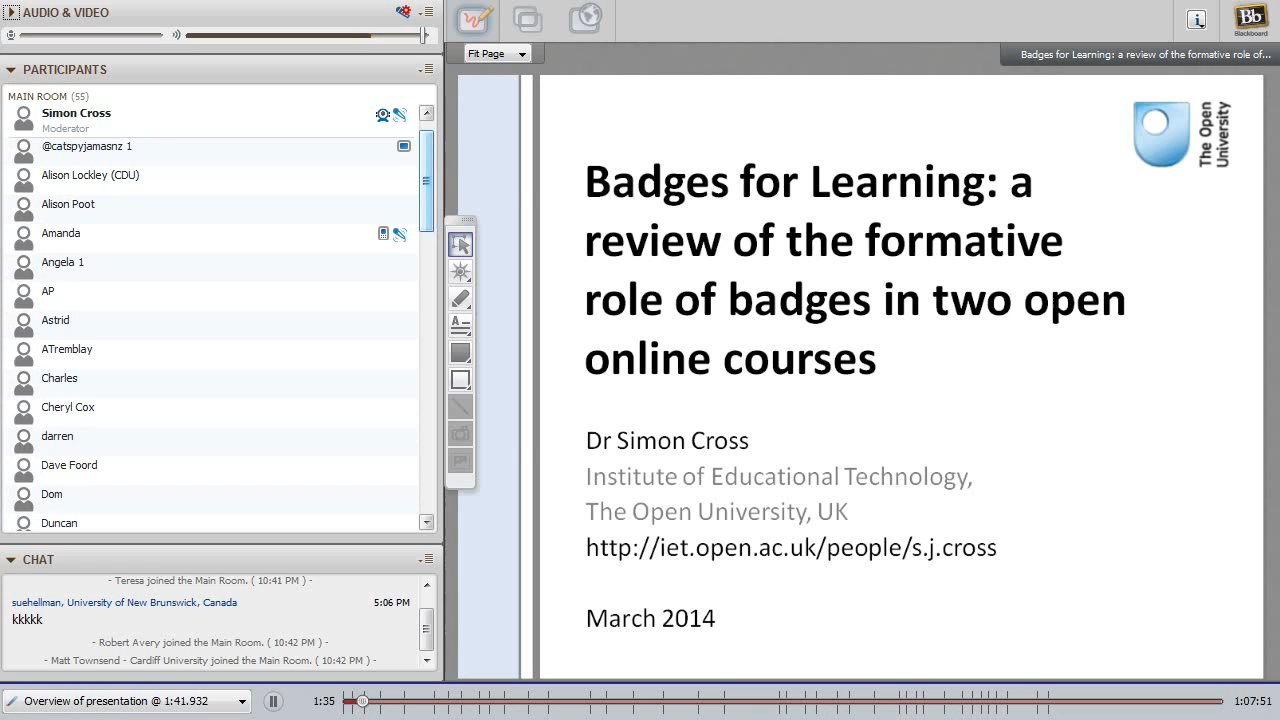 AUDIO & VIDEO
PARTICIPANTS
MAIN ROOM (55)
Simon Cross
Moderator
@catspyjamasnz 1
Alison Lockley (CDU)
Alison Poot
Amanda
Angela 1
AP
Astrid
ATremblay
Charles
Cheryl Cox
darren
Dave Foord
Dom
Duncan
CHAT
- Teresa joined the Main Room. ( 10:41 PM ) -
suehellman, University of New Brunswick, Canada 5:06 PM
kkkkk
- Robert Avery joined the Main Room. ( 10:42 PM ) -
- Matt Townsend - Cardiff University joined the Main Room. ( 10:42 PM ) -
Overview of presentation @ 1:41.932
1:35
1:07:51
Bb
Blackboard
Fit Page
Badges for Learning: a review of the formative role of...
The Open
University
Badges for Learning: a
review of the formative
role of badges in two open
online courses
Dr Simon Cross
Institute of Educational Technology,
The Open University, UK
http://iet.open.ac.uk/people/s.j.cross
March 2014